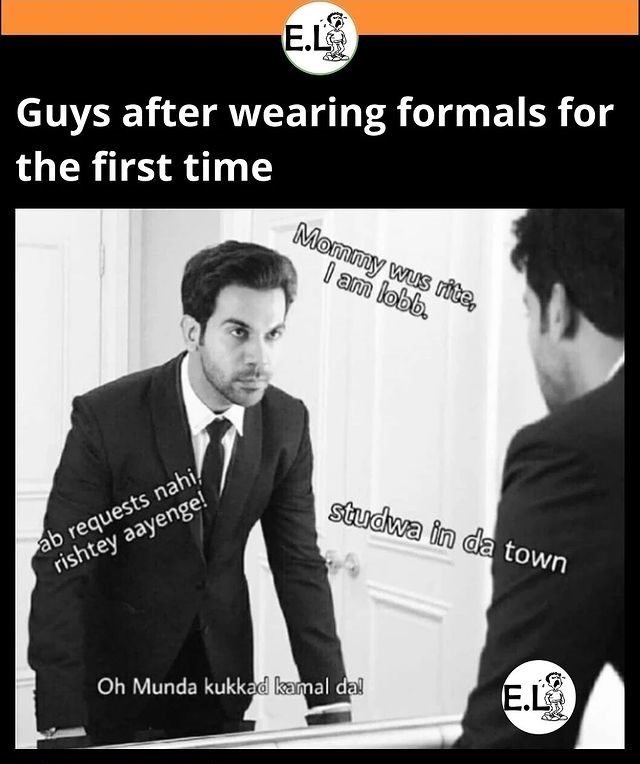 E.L
Guys after wearing formals for
the first time
Mommy wus rite,
I am lobb.
ab requests nahi,
rishtey aayenge!
studwa in da town
Oh Munda kukkad kamal da!
E.L